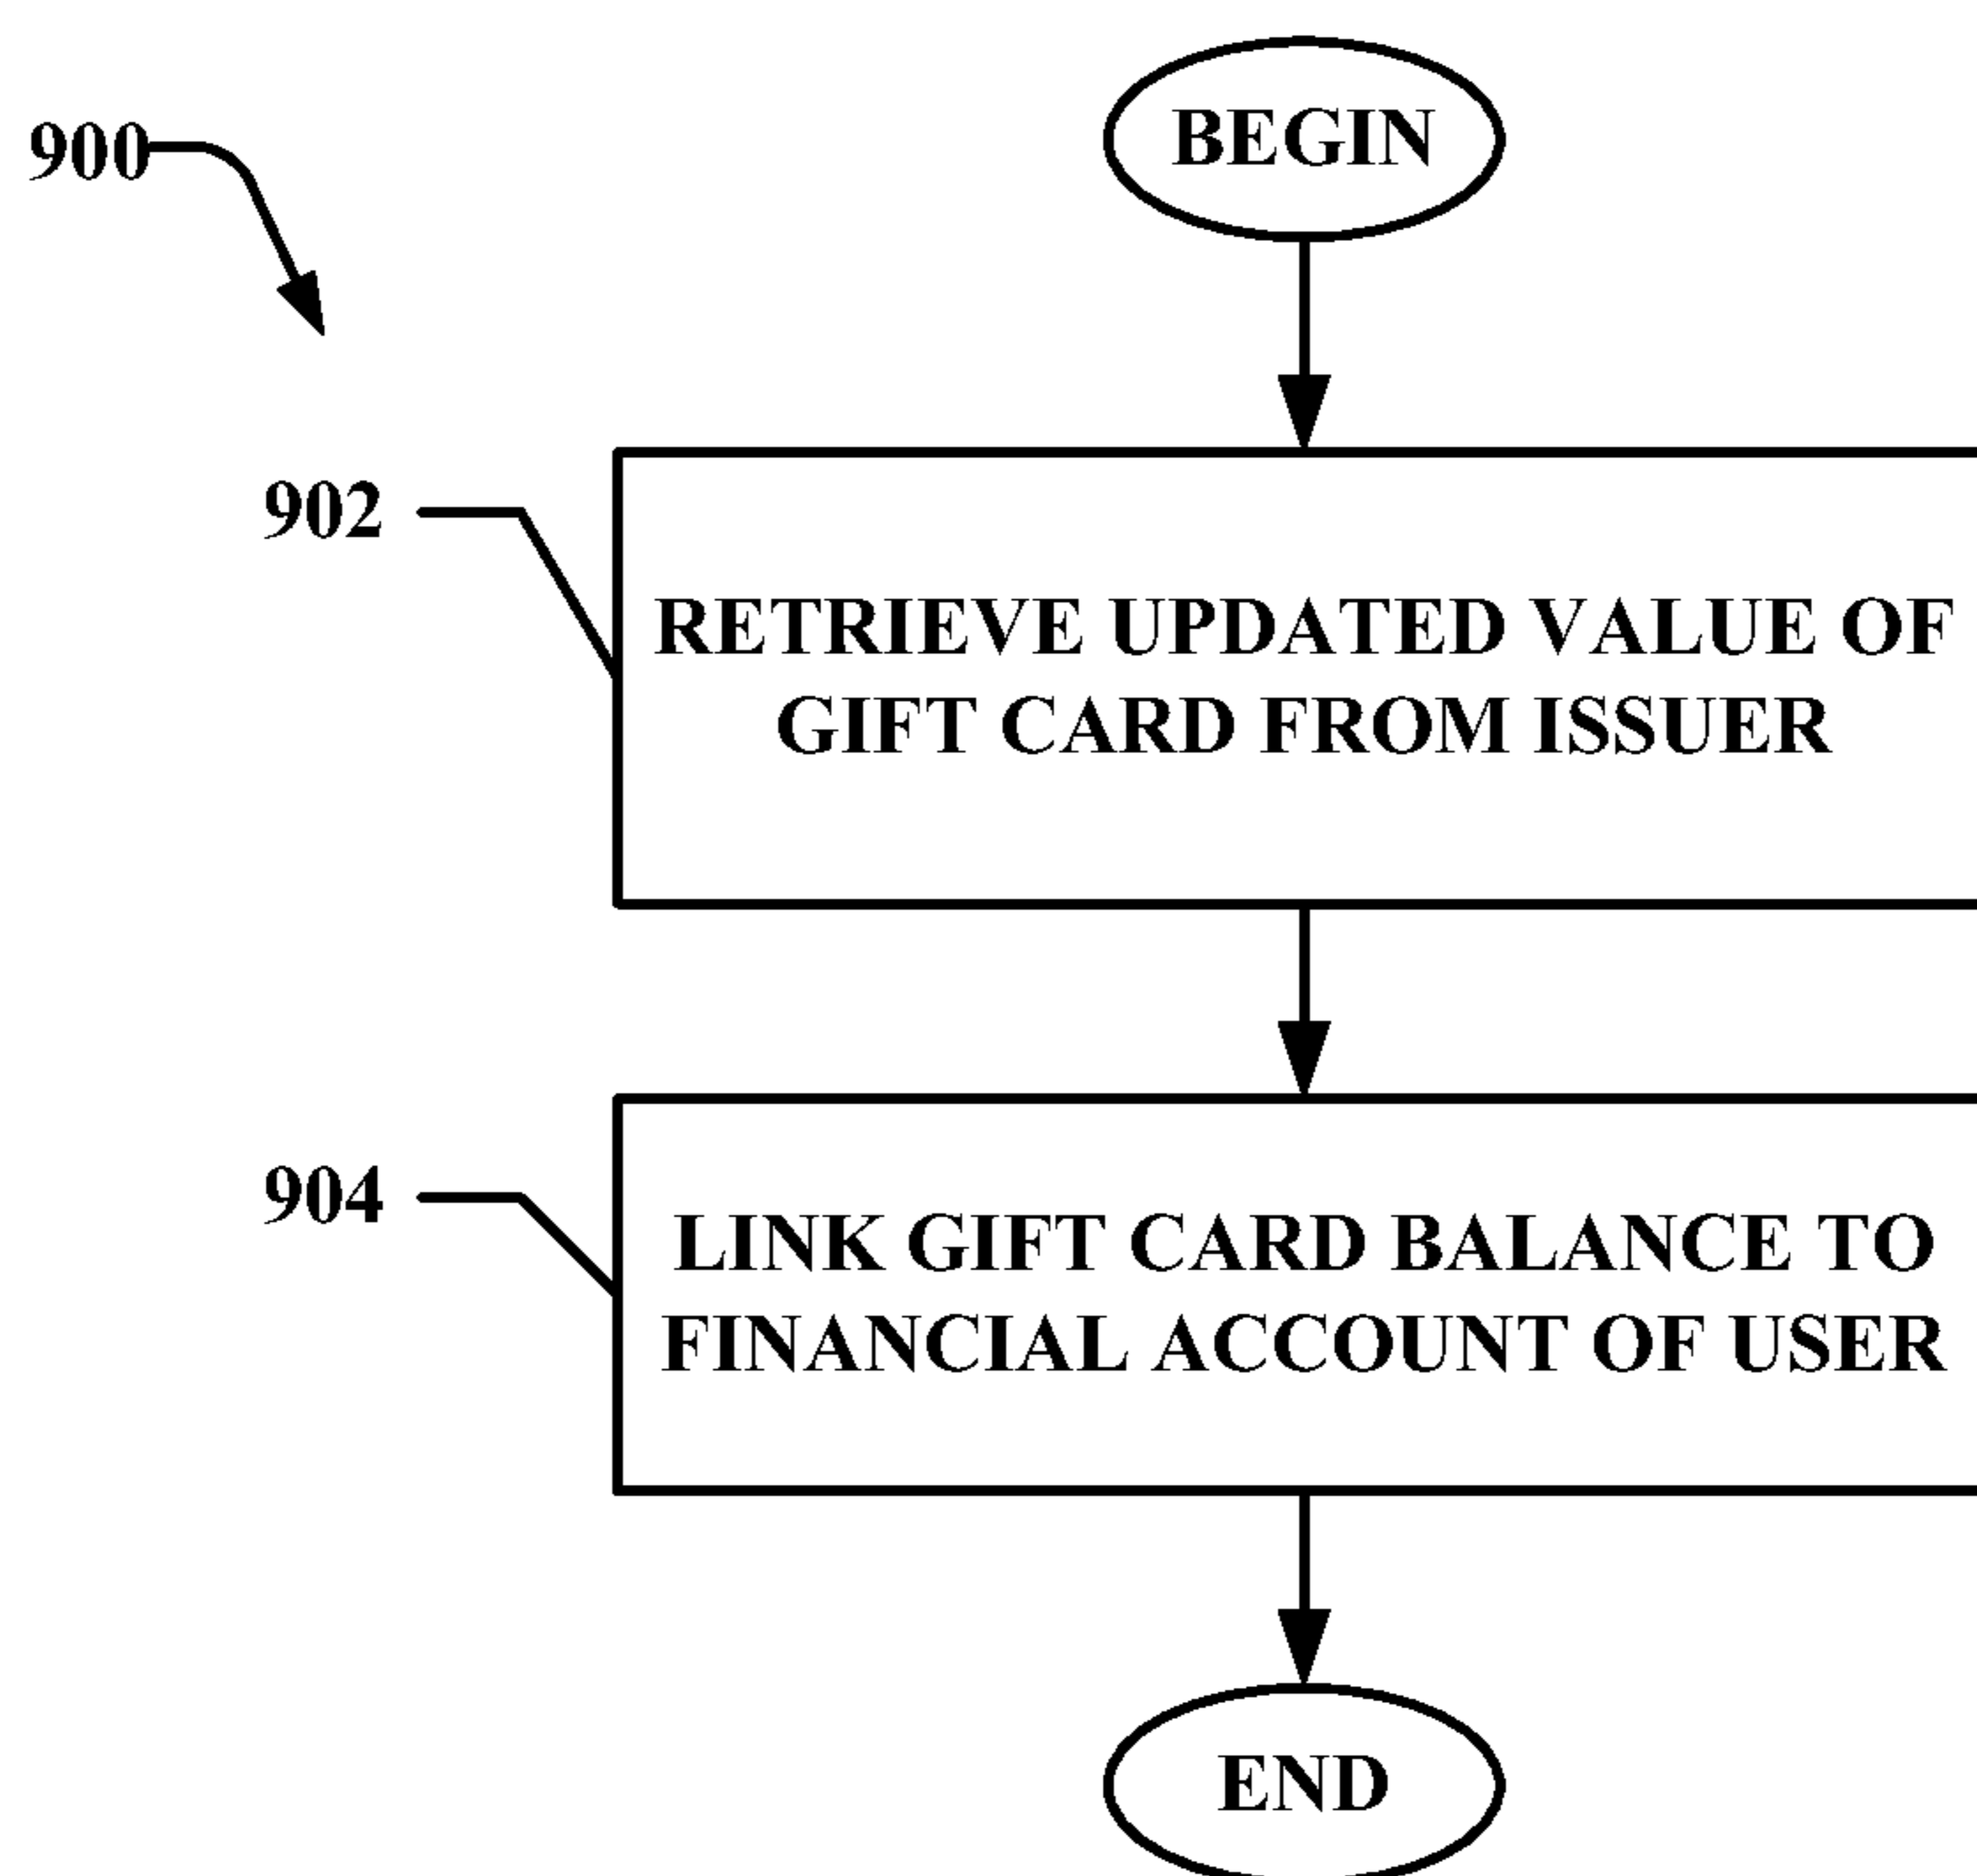 900
BEGIN
902
RETRIEVE UPDATED VALUE OF
GIFT CARD FROM ISSUER
904
LINK GIFT CARD BALANCE TO
FINANCIAL ACCOUNT OF USER
END